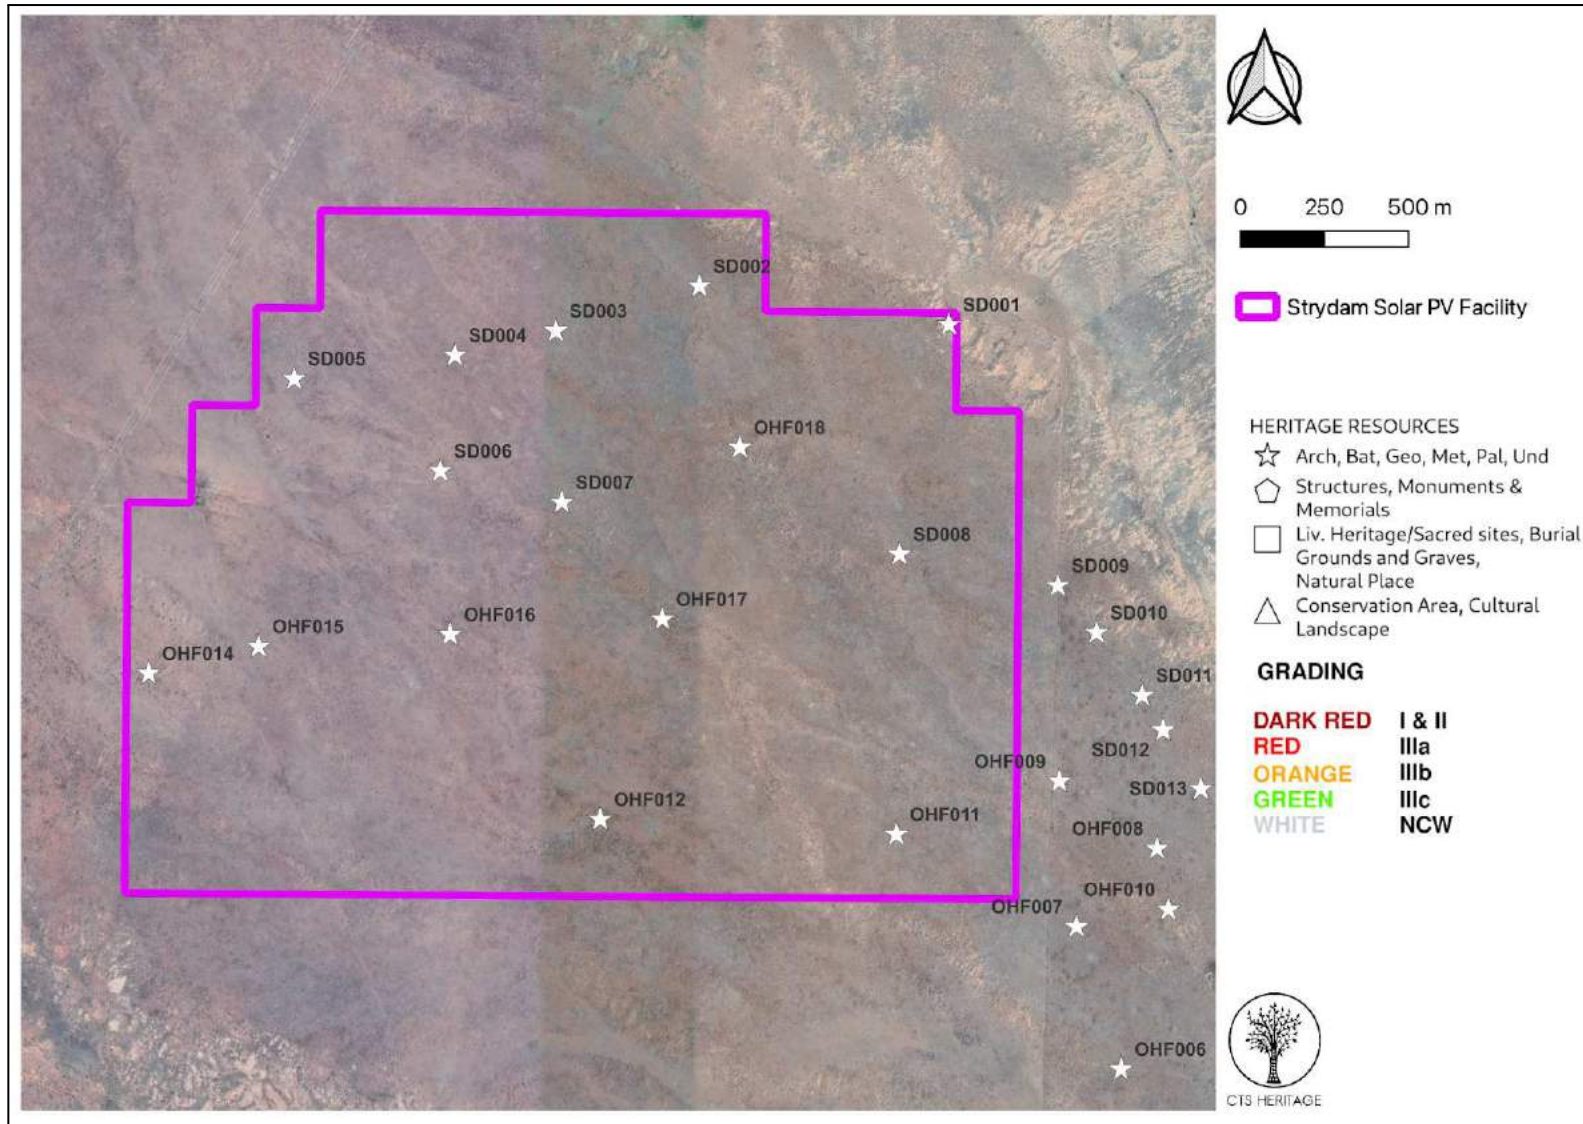 SD002
SD001
SD003
SD004
SD005
OHF018
SD006
SD007
SD008
SD009
OHF017
OHF016
SD010
OHF015
OHF014
SD011
SD012
OHF009
SD013
OHF012
OHF011
OHF008
OHF010
OHF007
OHF006
0 250 500 m
Strydam Solar PV Facility
HERITAGE RESOURCES
Arch, Bat, Geo, Met, Pal, Und
Structures, Monuments &
Memorials
Liv. Heritage/Sacred sites, Burial
Grounds and Graves,
Natural Place
Conservation Area, Cultural
Landscape
GRADING
DARK RED I & II
RED IIIa
ORANGE IIIb
GREEN IIIc
WHITE NCW
CTS HERITAGE